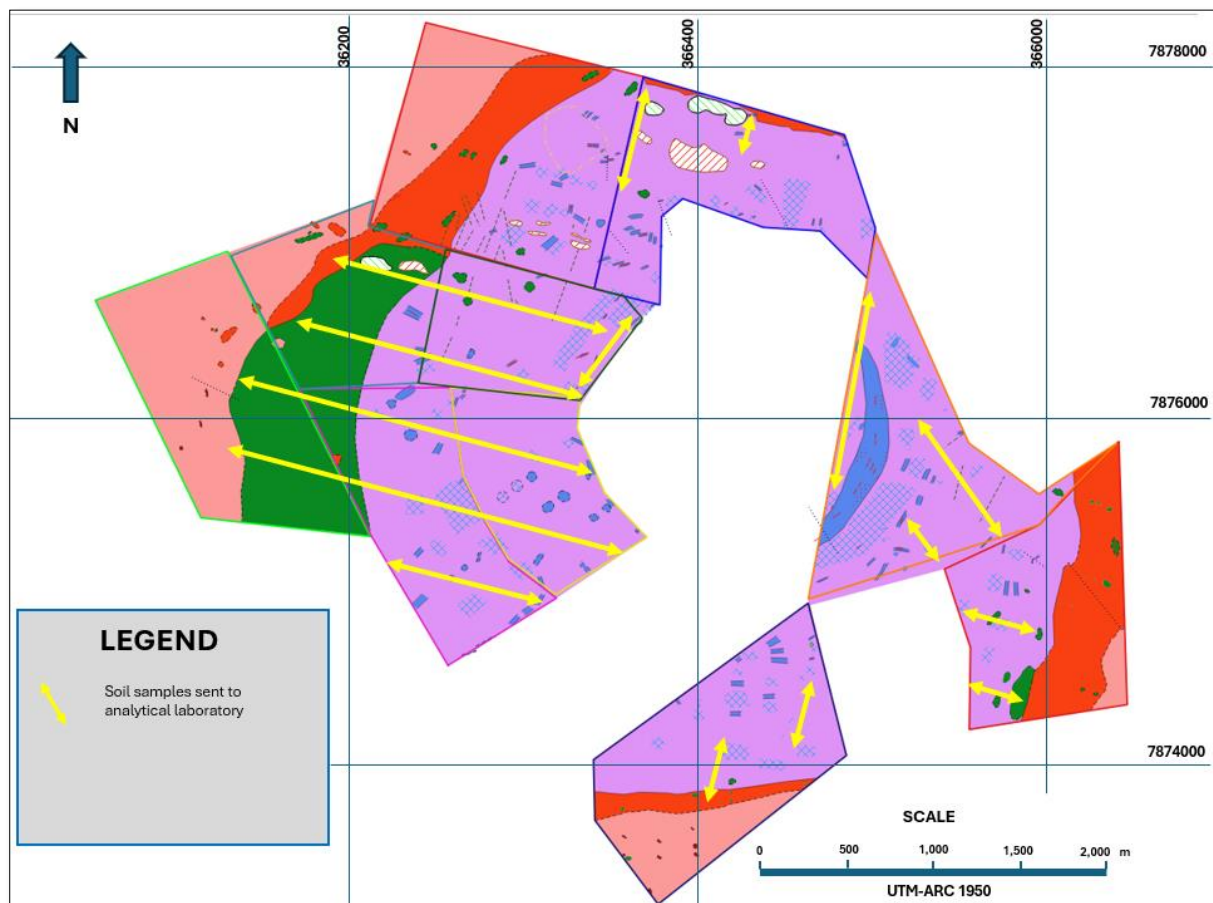 36200
366400
366000
7878000
N
7876000
LEGEND
Soil samples sent to
analytical laboratory
7874000
SCALE
0 500 1,000 1,500 2,000 m
UTM-ARC 1950